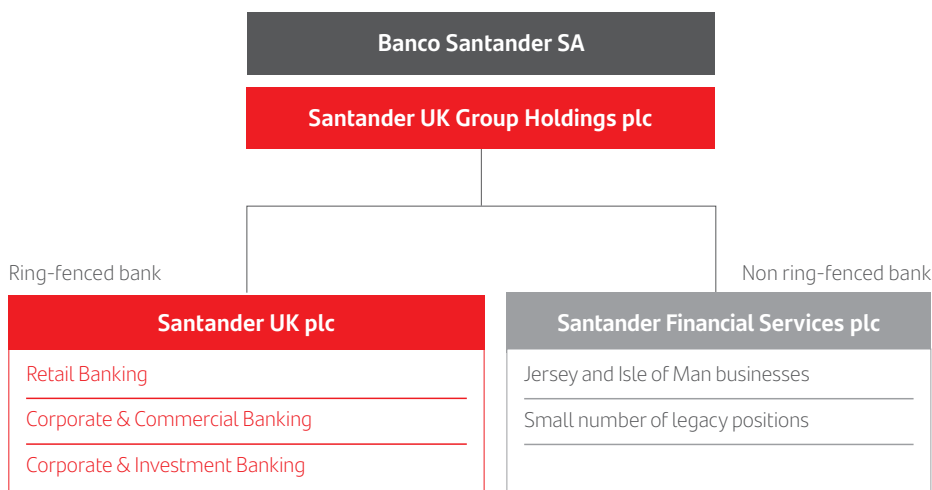 Banco Santander SA
Santander UK Group Holdings plc
Ring-fenced bank
Non ring-fenced bank
Santander UK plc
Santander Financial Services plc
Retail Banking
Jersey and Isle of Man businesses
Corporate & Commercial Banking
Small number of legacy positions
Corporate & Investment Banking